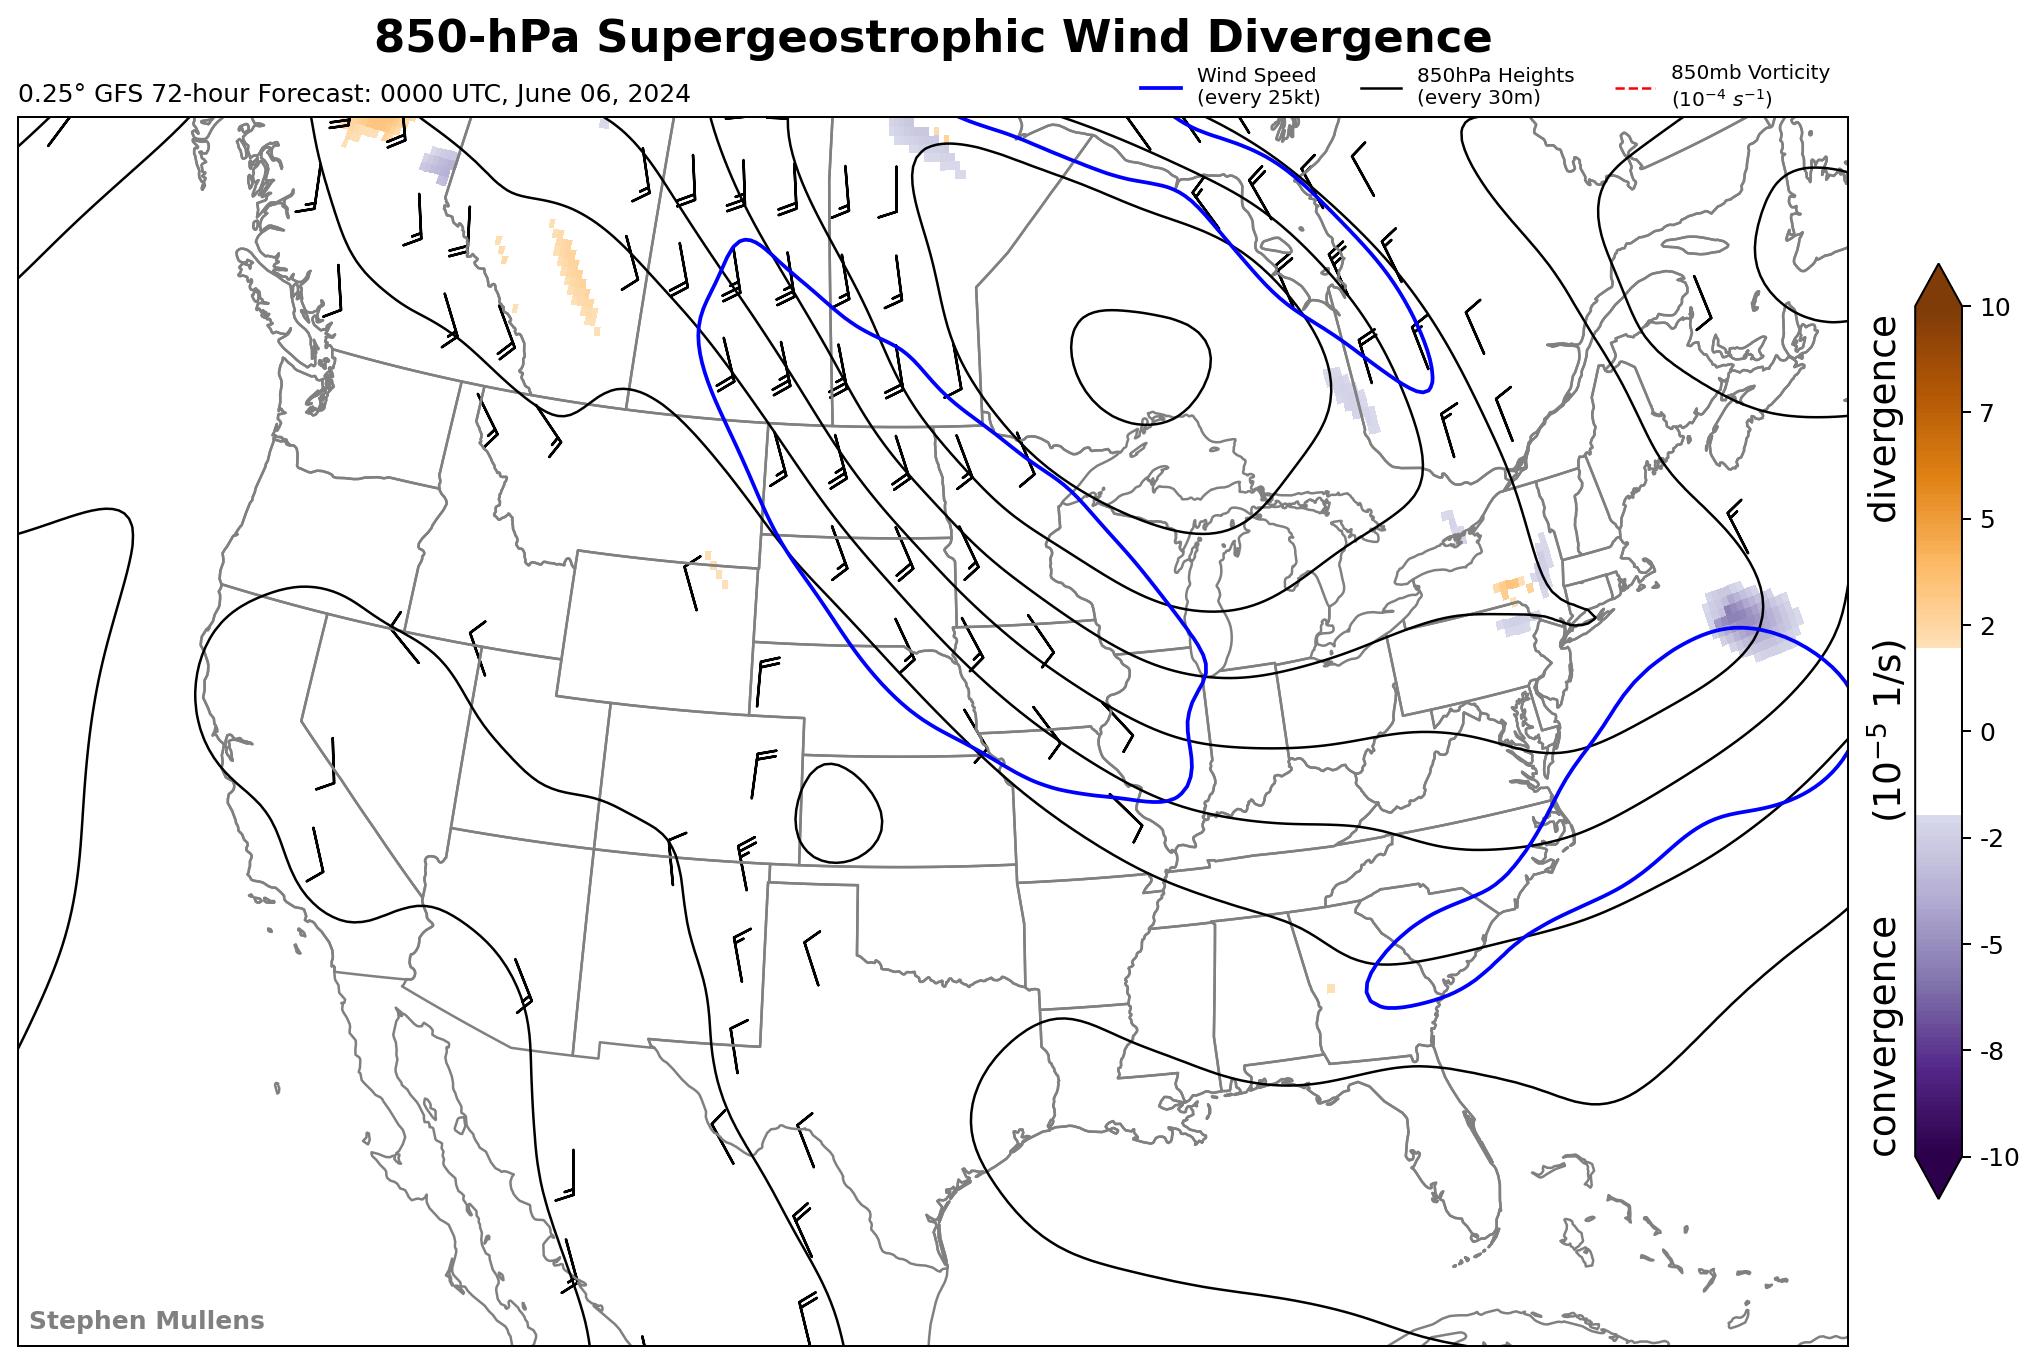 850-hPa Supergeostrophic Wind Divergence
0.25° GFS 72-hour Forecast: 0000 UTC, June 06, 2024
Wind Speed
(every 25kt)
850hPa Heights
(every 30m)
850mb Vorticity
(10⁻⁴ s⁻¹)
10
7
5
2
0
-2
-5
-8
-10
divergence
(10⁻⁵ 1/s)
convergence
Stephen Mullens